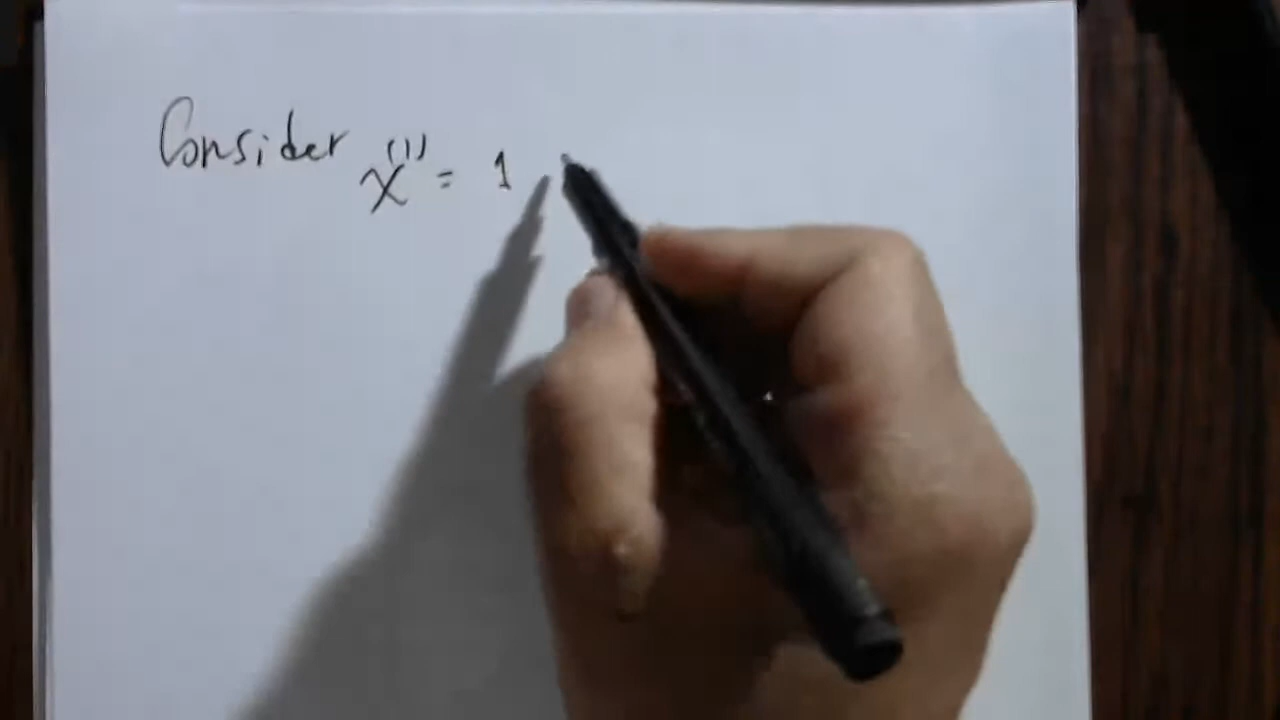 Consider x⁽¹⁾ = 1